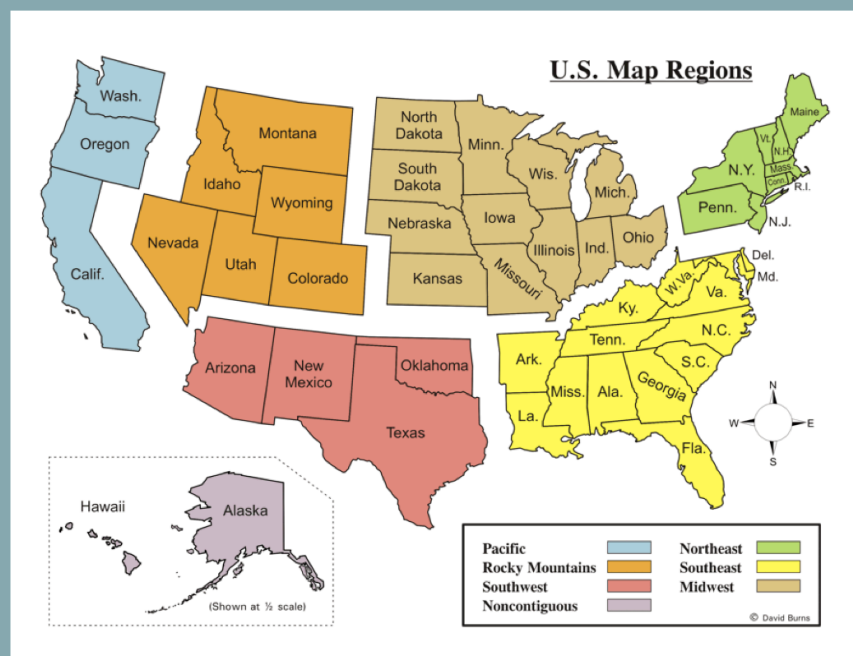 U.S. Map Regions
Wash.
Oregon
Calif.
Montana
Idaho
Wyoming
Nevada
Utah
Colorado
North
Dakota
South
Dakota
Nebraska
Kansas
Minn.
Iowa
Missouri
Wis.
Illinois
Mich.
Ind.
Ohio
Maine
Vt.
N.H.
N.Y.
Mass.
Conn.
R.I.
Penn.
N.J.
Del.
Md.
W.Va.
Va.
Ky.
Tenn.
N.C.
S.C.
Ark.
La.
Miss.
Ala.
Georgia
Fla.
Arizona
New
Mexico
Oklahoma
Texas
N
W
E
S
Hawaii
Alaska
(Shown at ½ scale)
Pacific
Rocky Mountains
Southwest
Noncontiguous
Northeast
Southeast
Midwest
© David Burns